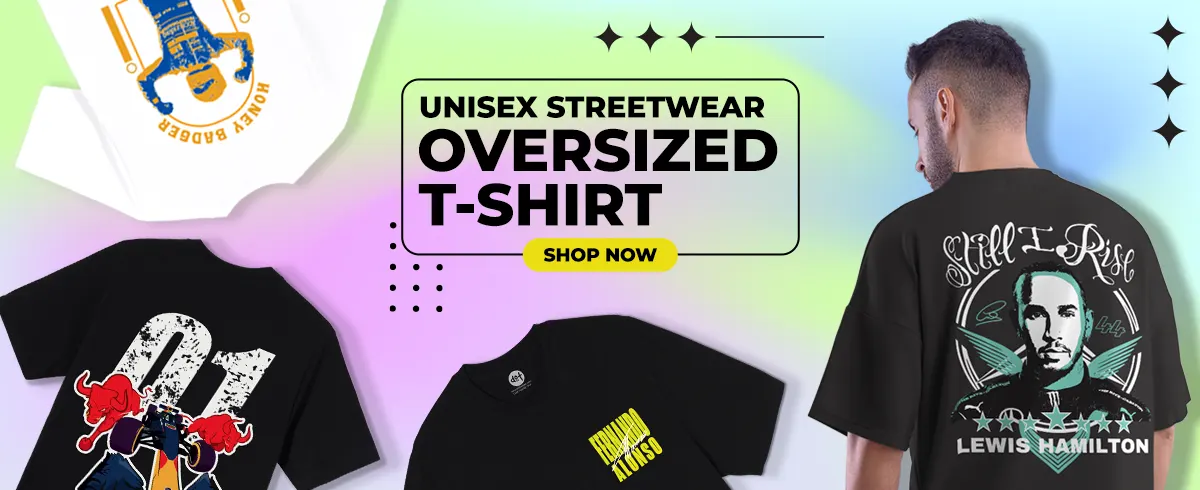 HONEY BADGER
UNISEX STREETWEAR
OVERSIZED
T-SHIRT
SHOP NOW
01
FERNANDO
ALONSO
Still I Rise
44
LEWIS HAMILTON